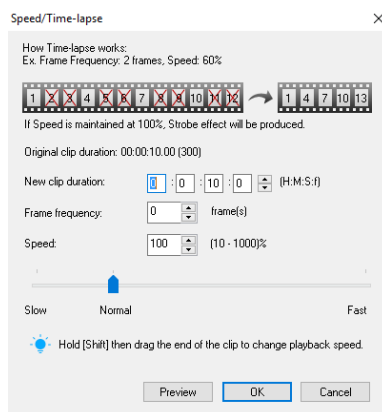 Speed/Time-lapse
How Time-lapse works:
Ex. Frame Frequency: 2 frames, Speed: 60%
1 2 3 4 5 6 7 8 9 10 11 12 1 4 7 10 13
If Speed is maintained at 100%, Strobe effect will be produced.
Original clip duration: 00:00:10.00 (300)
New clip duration: 0 : 0 : 10 : 0 (H:M:S:f)
Frame frequency: 0 frame(s)
Speed: 100 (10 - 1000)%
Slow Normal Fast
Hold [Shift] then drag the end of the clip to change playback speed.
Preview OK Cancel